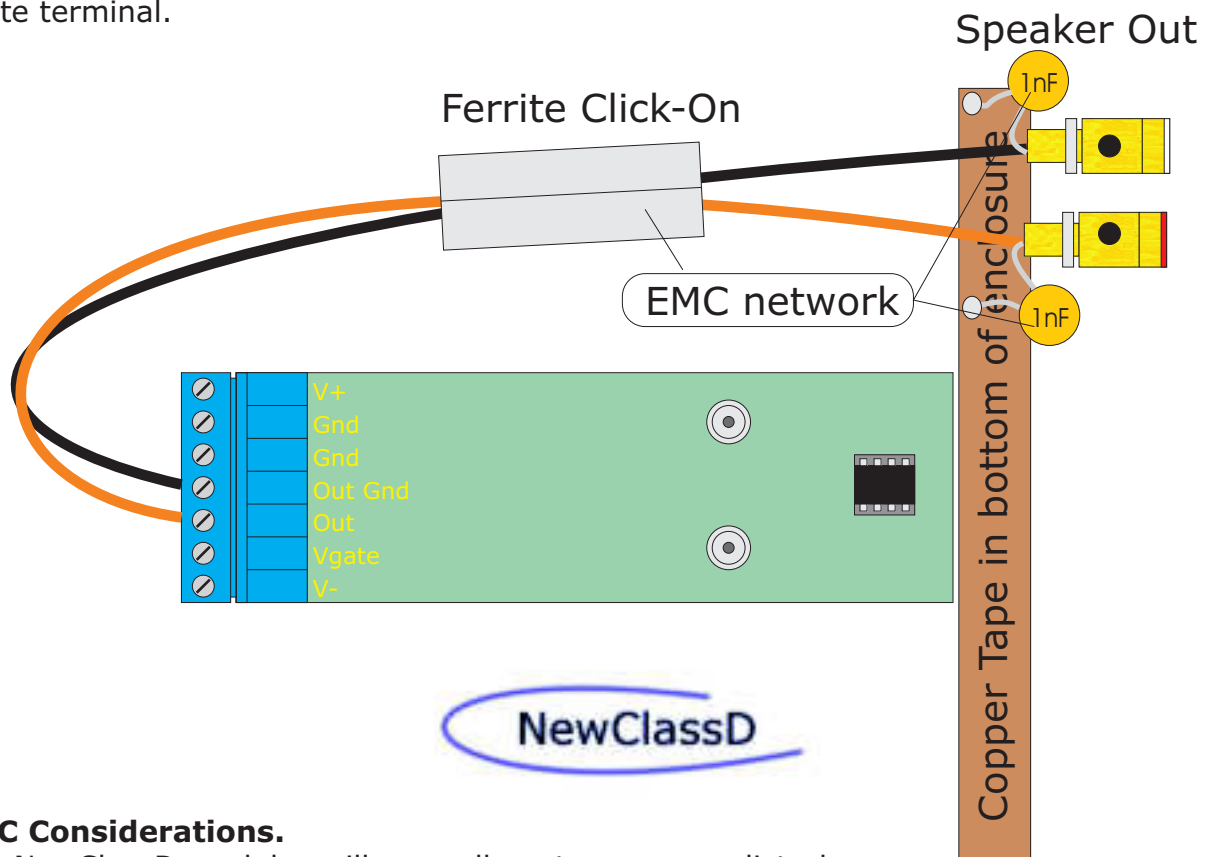 te terminal.
Speaker Out
1nF
Ferrite Click-On
EMC network
1nF
V+
Gnd
Gnd
Out Gnd
Out
Vgate
V-
Copper Tape in bottom of enclosure
NewClassD
C Considerations.